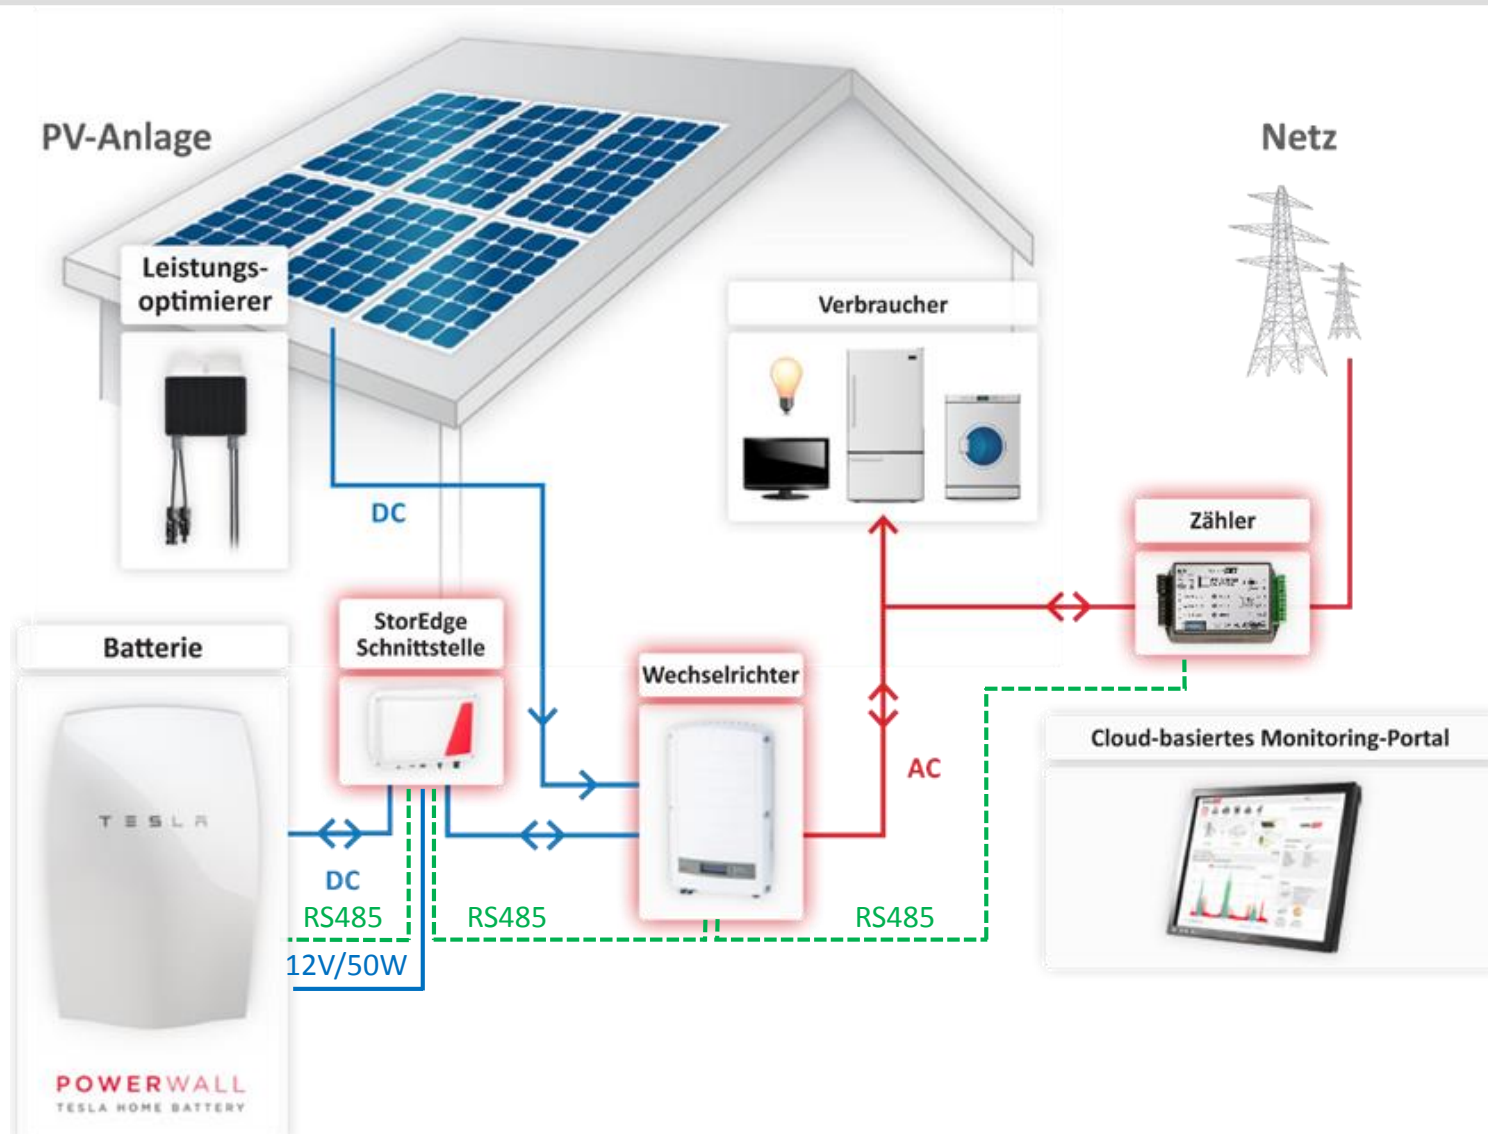 PV-Anlage
Netz
Leistungs-
optimierer
Verbraucher
DC
Zähler
StorEdge
Schnittstelle
Batterie
Wechselrichter
Cloud-basiertes Monitoring-Portal
AC
TESLA
DC
RS485
RS485
RS485
12V/50W
POWERWALL
TESLA HOME BATTERY